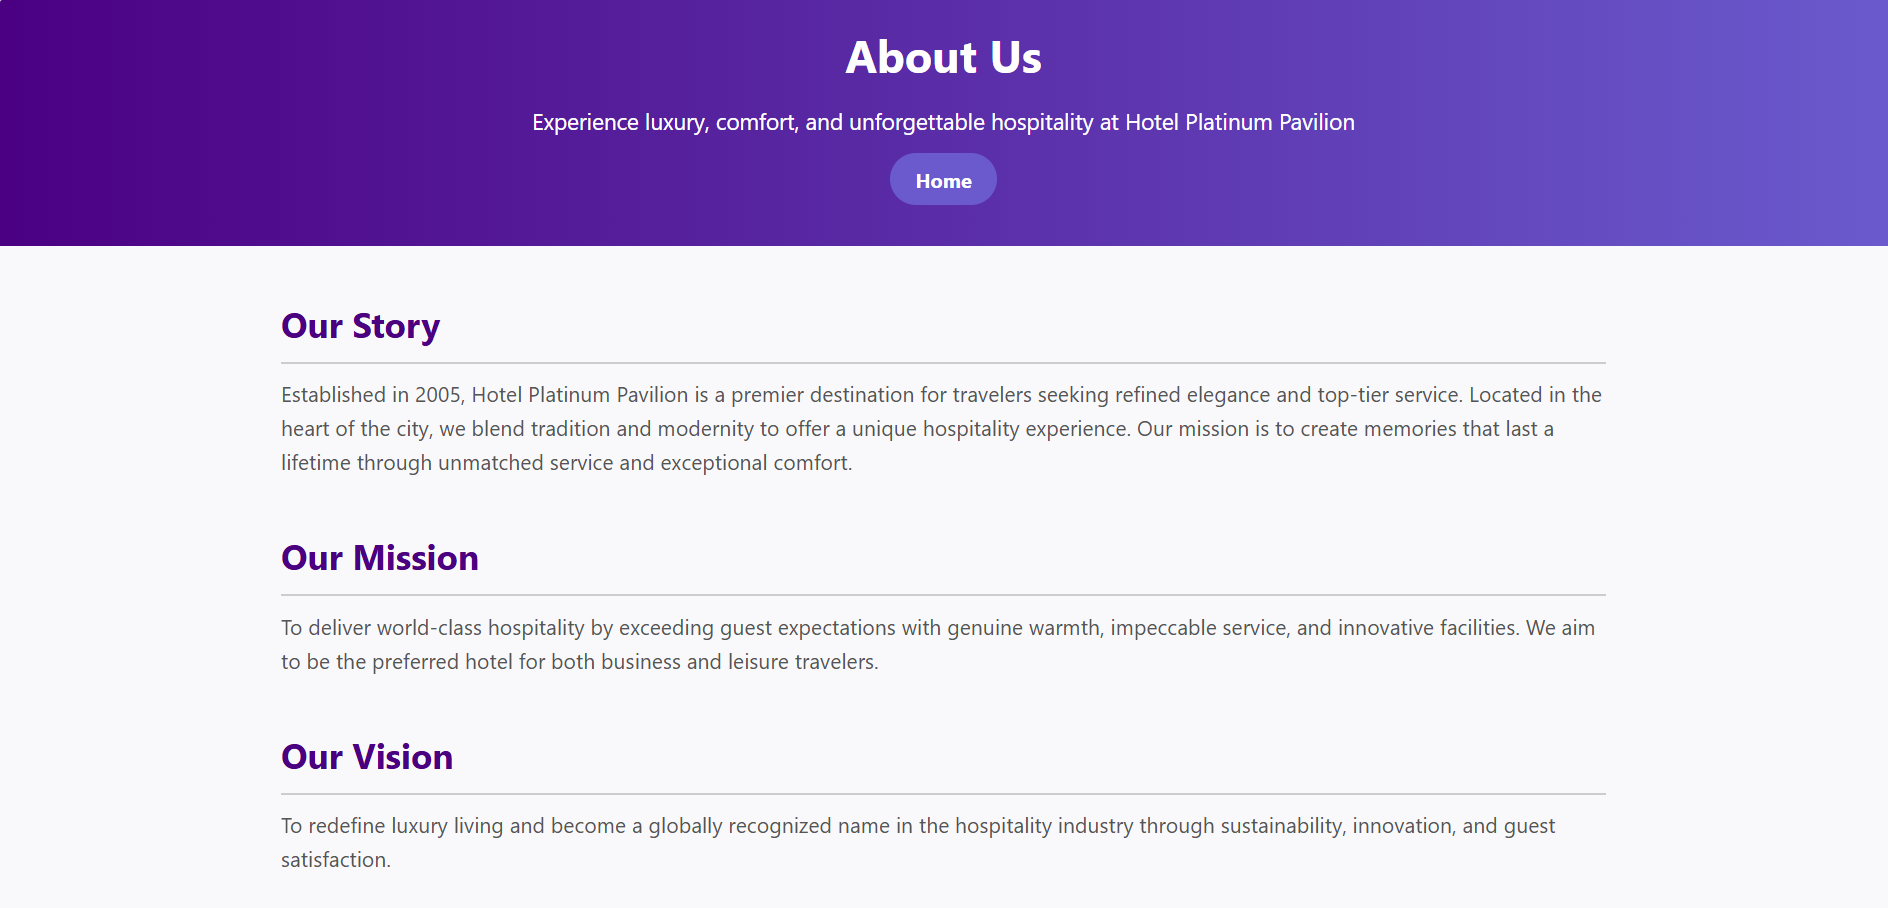 About Us
Experience luxury, comfort, and unforgettable hospitality at Hotel Platinum Pavilion
Home
Our Story
Established in 2005, Hotel Platinum Pavilion is a premier destination for travelers seeking refined elegance and top-tier service. Located in the
heart of the city, we blend tradition and modernity to offer a unique hospitality experience. Our mission is to create memories that last a
lifetime through unmatched service and exceptional comfort.
Our Mission
To deliver world-class hospitality by exceeding guest expectations with genuine warmth, impeccable service, and innovative facilities. We aim
to be the preferred hotel for both business and leisure travelers.
Our Vision
To redefine luxury living and become a globally recognized name in the hospitality industry through sustainability, innovation, and guest
satisfaction.